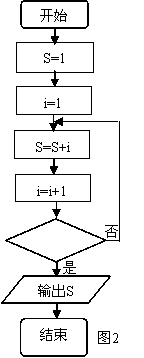 开始
S=1
i=1
S=S+i
i=i+1
否
是
输出S
结束
图2